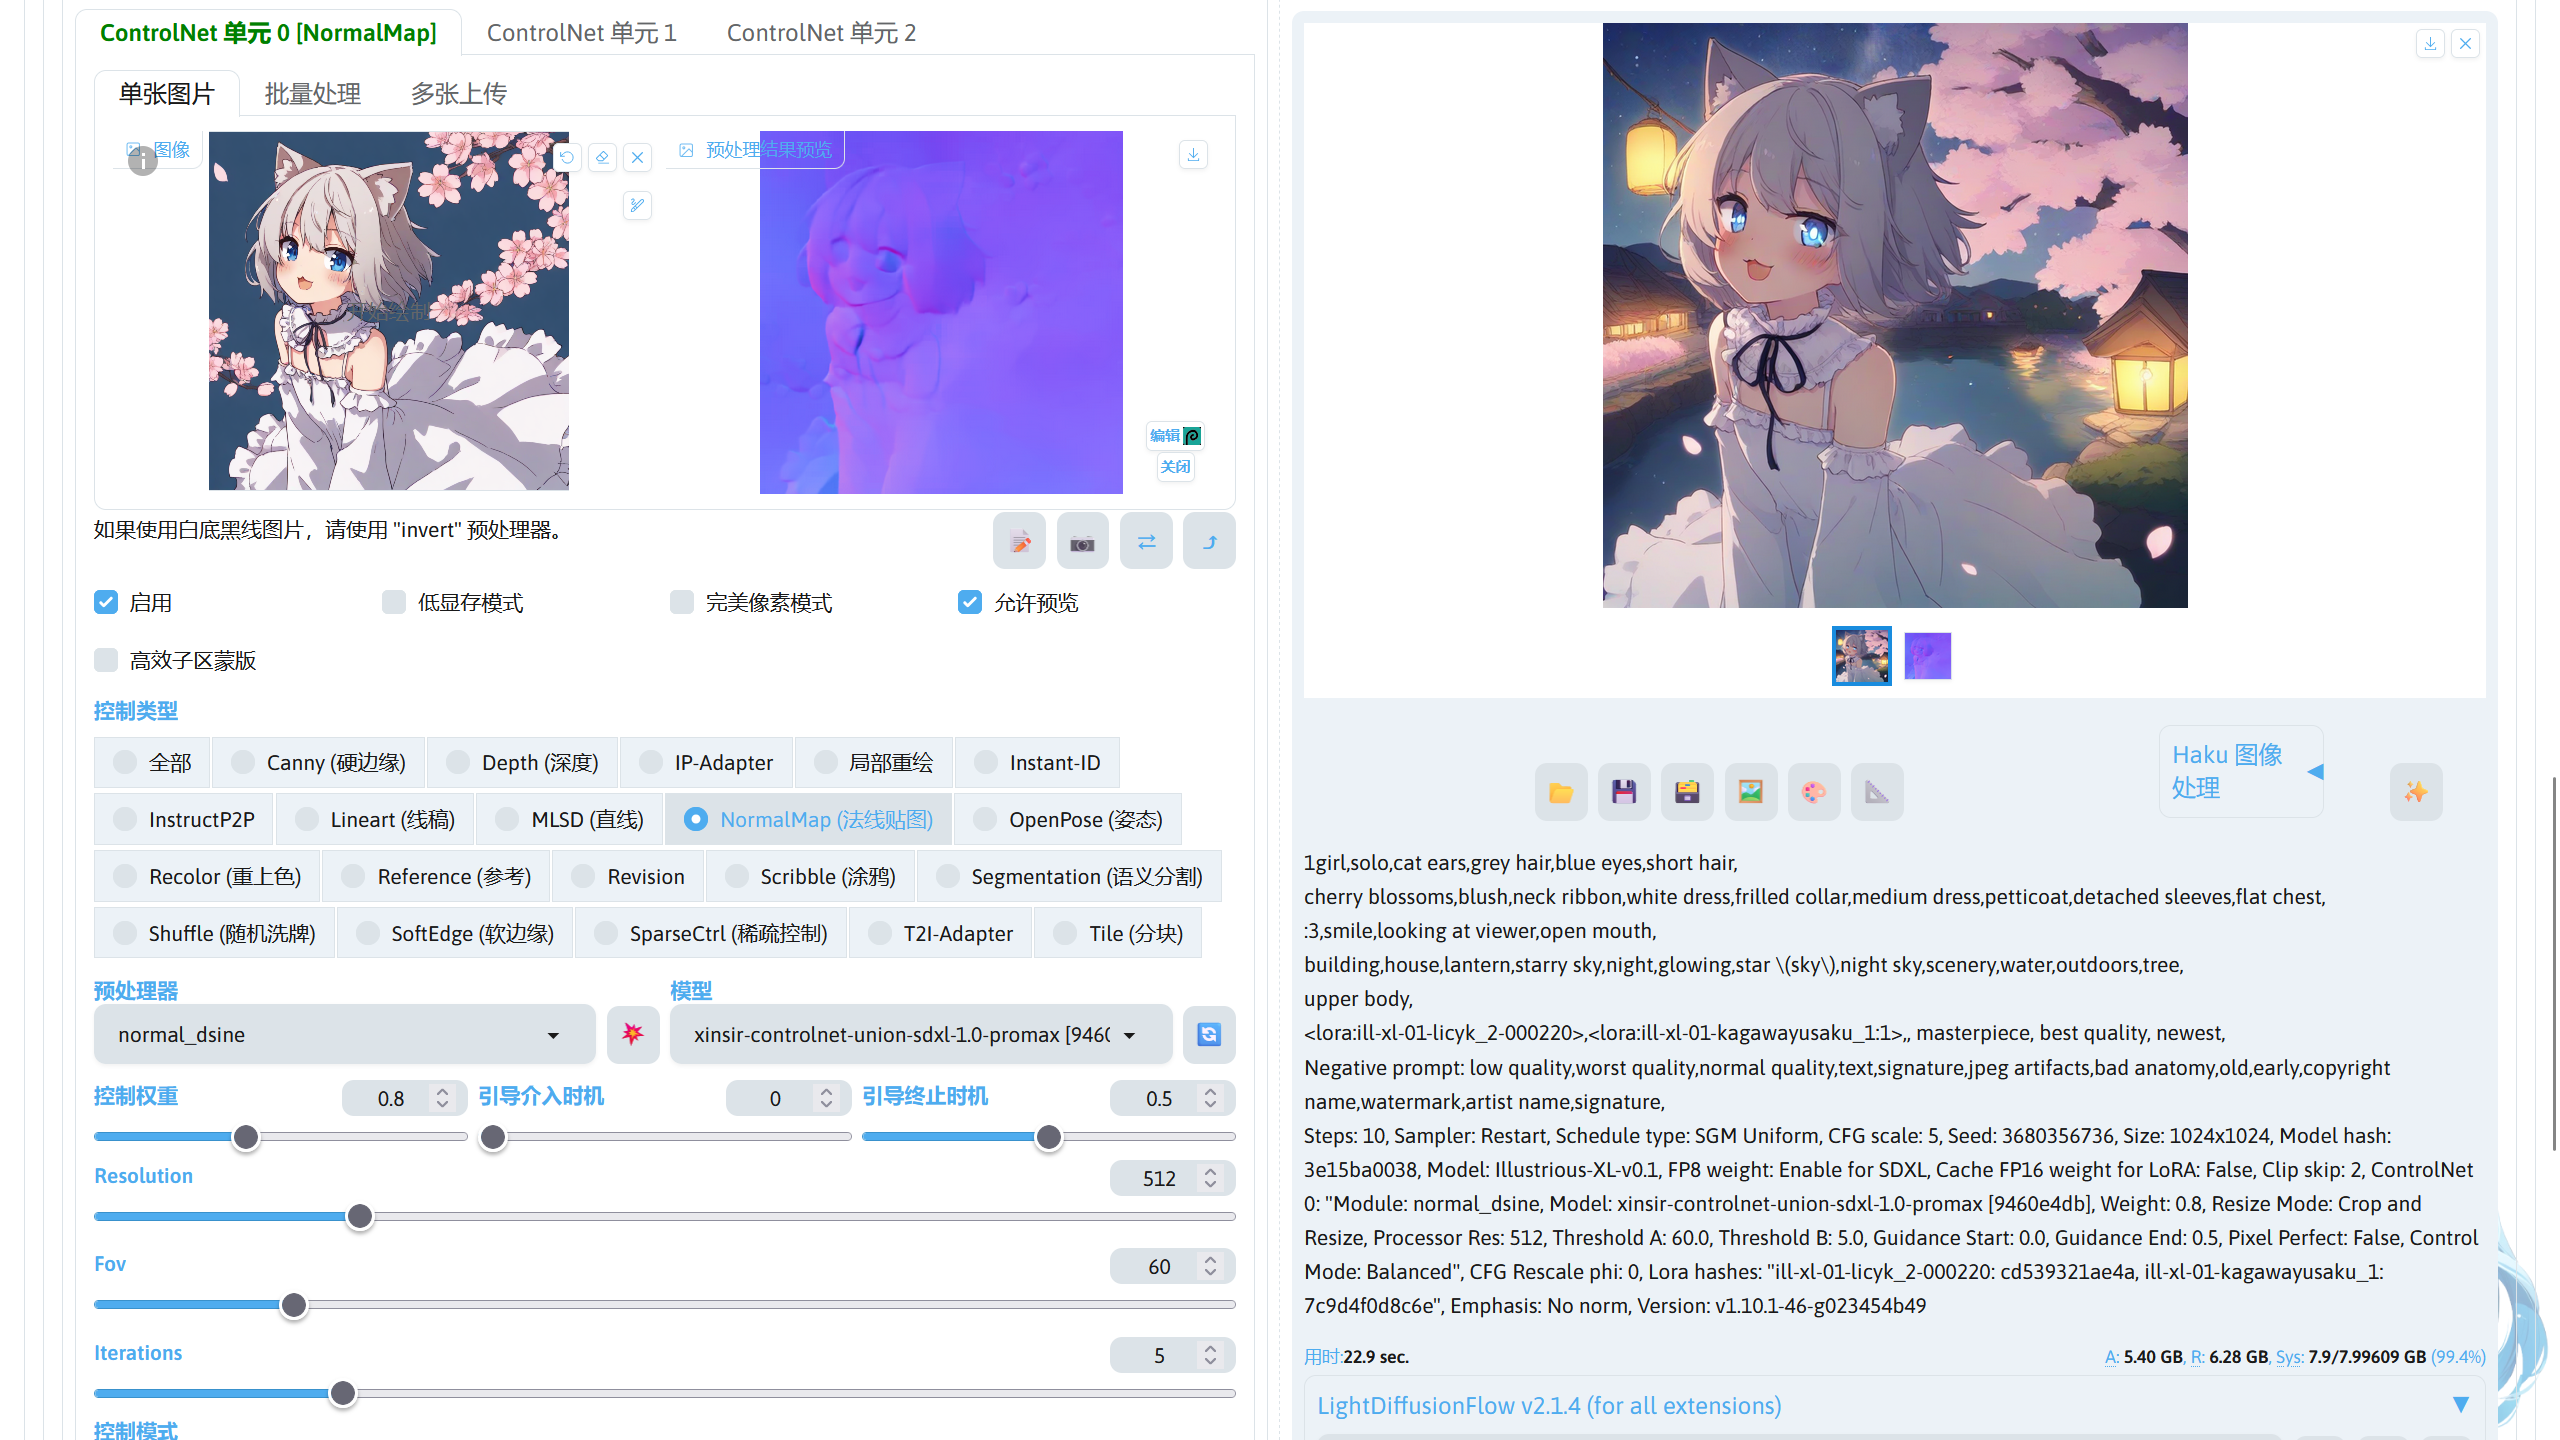 ControlNet 单元 0 [NormalMap]
ControlNet 单元 1
ControlNet 单元 2
单张图片
批量处理
多张上传
图像
预处理结果预览
开始绘制
编辑
关闭
如果使用白底黑线图片，请使用 "invert" 预处理器。
启用
低显存模式
完美像素模式
允许预览
高效子区蒙版
控制类型
全部
Canny (硬边缘)
Depth (深度)
IP-Adapter
局部重绘
Instant-ID
InstructP2P
Lineart (线稿)
MLSD (直线)
NormalMap (法线贴图)
OpenPose (姿态)
Recolor (重上色)
Reference (参考)
Revision
Scribble (涂鸦)
Segmentation (语义分割)
Shuffle (随机洗牌)
SoftEdge (软边缘)
SparseCtrl (稀疏控制)
T2I-Adapter
Tile (分块)
预处理器
模型
normal_dsine
xinsir-controlnet-union-sdxl-1.0-promax [9460
控制权重
0.8
引导介入时机
0
引导终止时机
0.5
Resolution
512
Fov
60
Iterations
5
控制模式
Haku 图像
处理
1girl,solo,cat ears,grey hair,blue eyes,short hair,
cherry blossoms,blush,neck ribbon,white dress,frilled collar,medium dress,petticoat,detached sleeves,flat chest,
:3,smile,looking at viewer,open mouth,
building,house,lantern,starry sky,night,glowing,star \(sky\),night sky,scenery,water,outdoors,tree,
upper body,
<lora:ill-xl-01-licyk_2-000220>,<lora:ill-xl-01-kagawayusaku_1:1>,, masterpiece, best quality, newest,
Negative prompt: low quality,worst quality,normal quality,text,signature,jpeg artifacts,bad anatomy,old,early,copyright
name,watermark,artist name,signature,
Steps: 10, Sampler: Restart, Schedule type: SGM Uniform, CFG scale: 5, Seed: 3680356736, Size: 1024x1024, Model hash:
3e15ba0038, Model: Illustrious-XL-v0.1, FP8 weight: Enable for SDXL, Cache FP16 weight for LoRA: False, Clip skip: 2, ControlNet
0: "Module: normal_dsine, Model: xinsir-controlnet-union-sdxl-1.0-promax [9460e4db], Weight: 0.8, Resize Mode: Crop and
Resize, Processor Res: 512, Threshold A: 60.0, Threshold B: 5.0, Guidance Start: 0.0, Guidance End: 0.5, Pixel Perfect: False, Control
Mode: Balanced", CFG Rescale phi: 0, Lora hashes: "ill-xl-01-licyk_2-000220: cd539321ae4a, ill-xl-01-kagawayusaku_1:
7c9d4f0d8c6e", Emphasis: No norm, Version: v1.10.1-46-g023454b49
用时:22.9 sec.
A: 5.40 GB, R: 6.28 GB, Sys: 7.9/7.99609 GB (99.4%)
LightDiffusionFlow v2.1.4 (for all extensions)